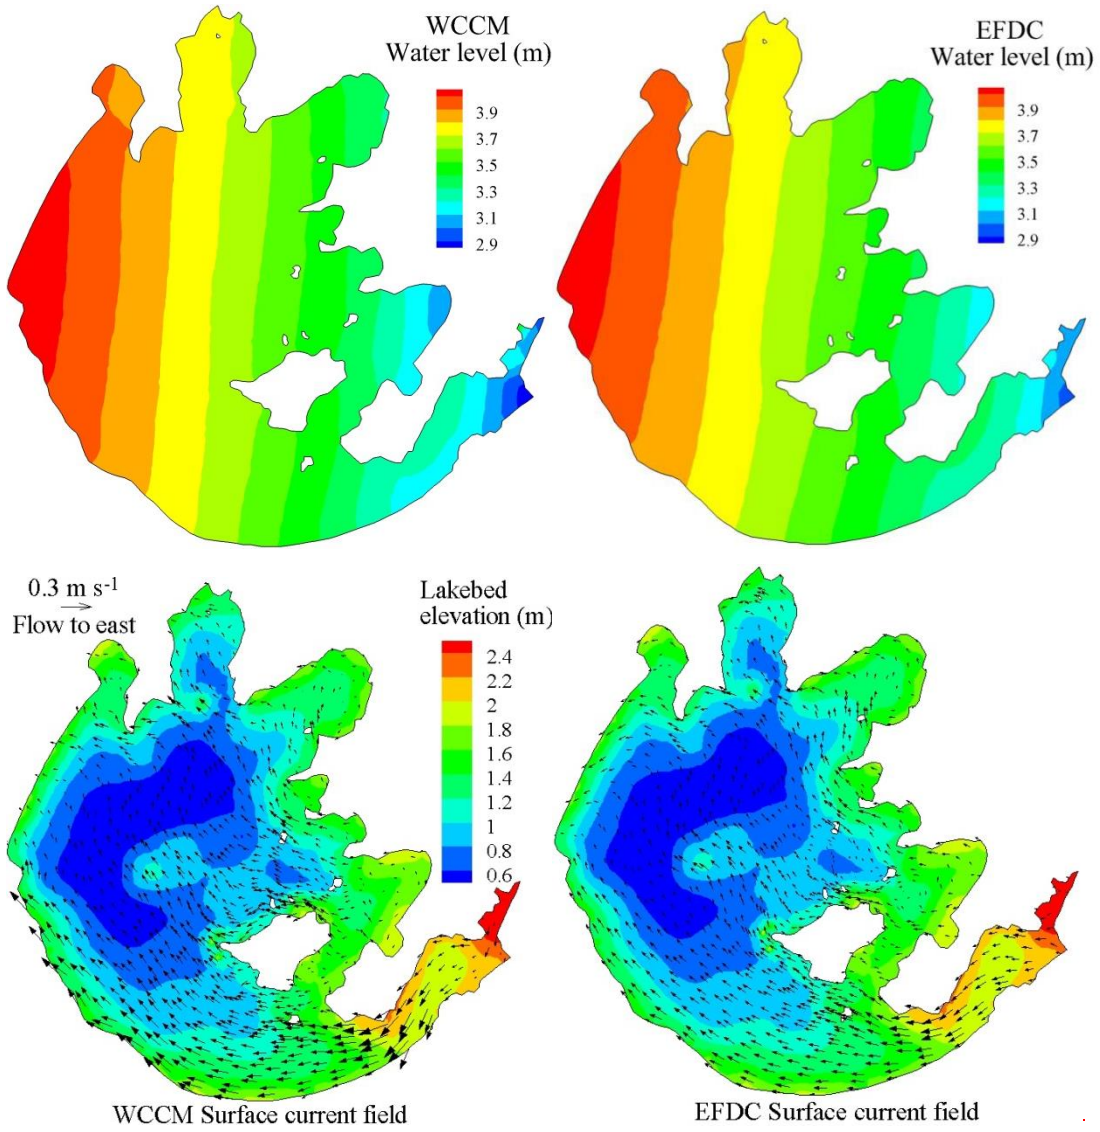 WCCM
Water level (m)
3.9
3.7
3.5
3.3
3.1
2.9
EFDC
Water level (m)
3.9
3.7
3.5
3.3
3.1
2.9
0.3 m s-1
Flow to east
Lakebed
elevation (m)
2.4
2.2
2
1.8
1.6
1.4
1.2
1
0.8
0.6
WCCM Surface current field
EFDC Surface current field